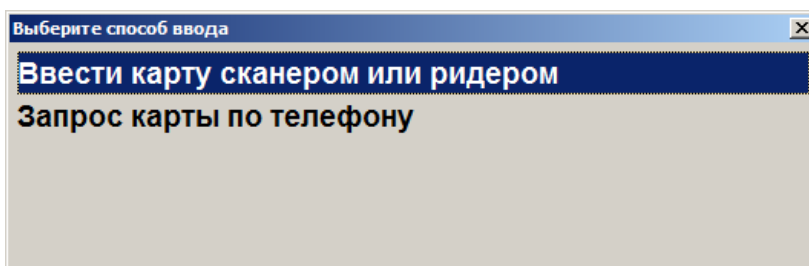 Выберите способ ввода
Ввести карту сканером или ридером
Запрос карты по телефону